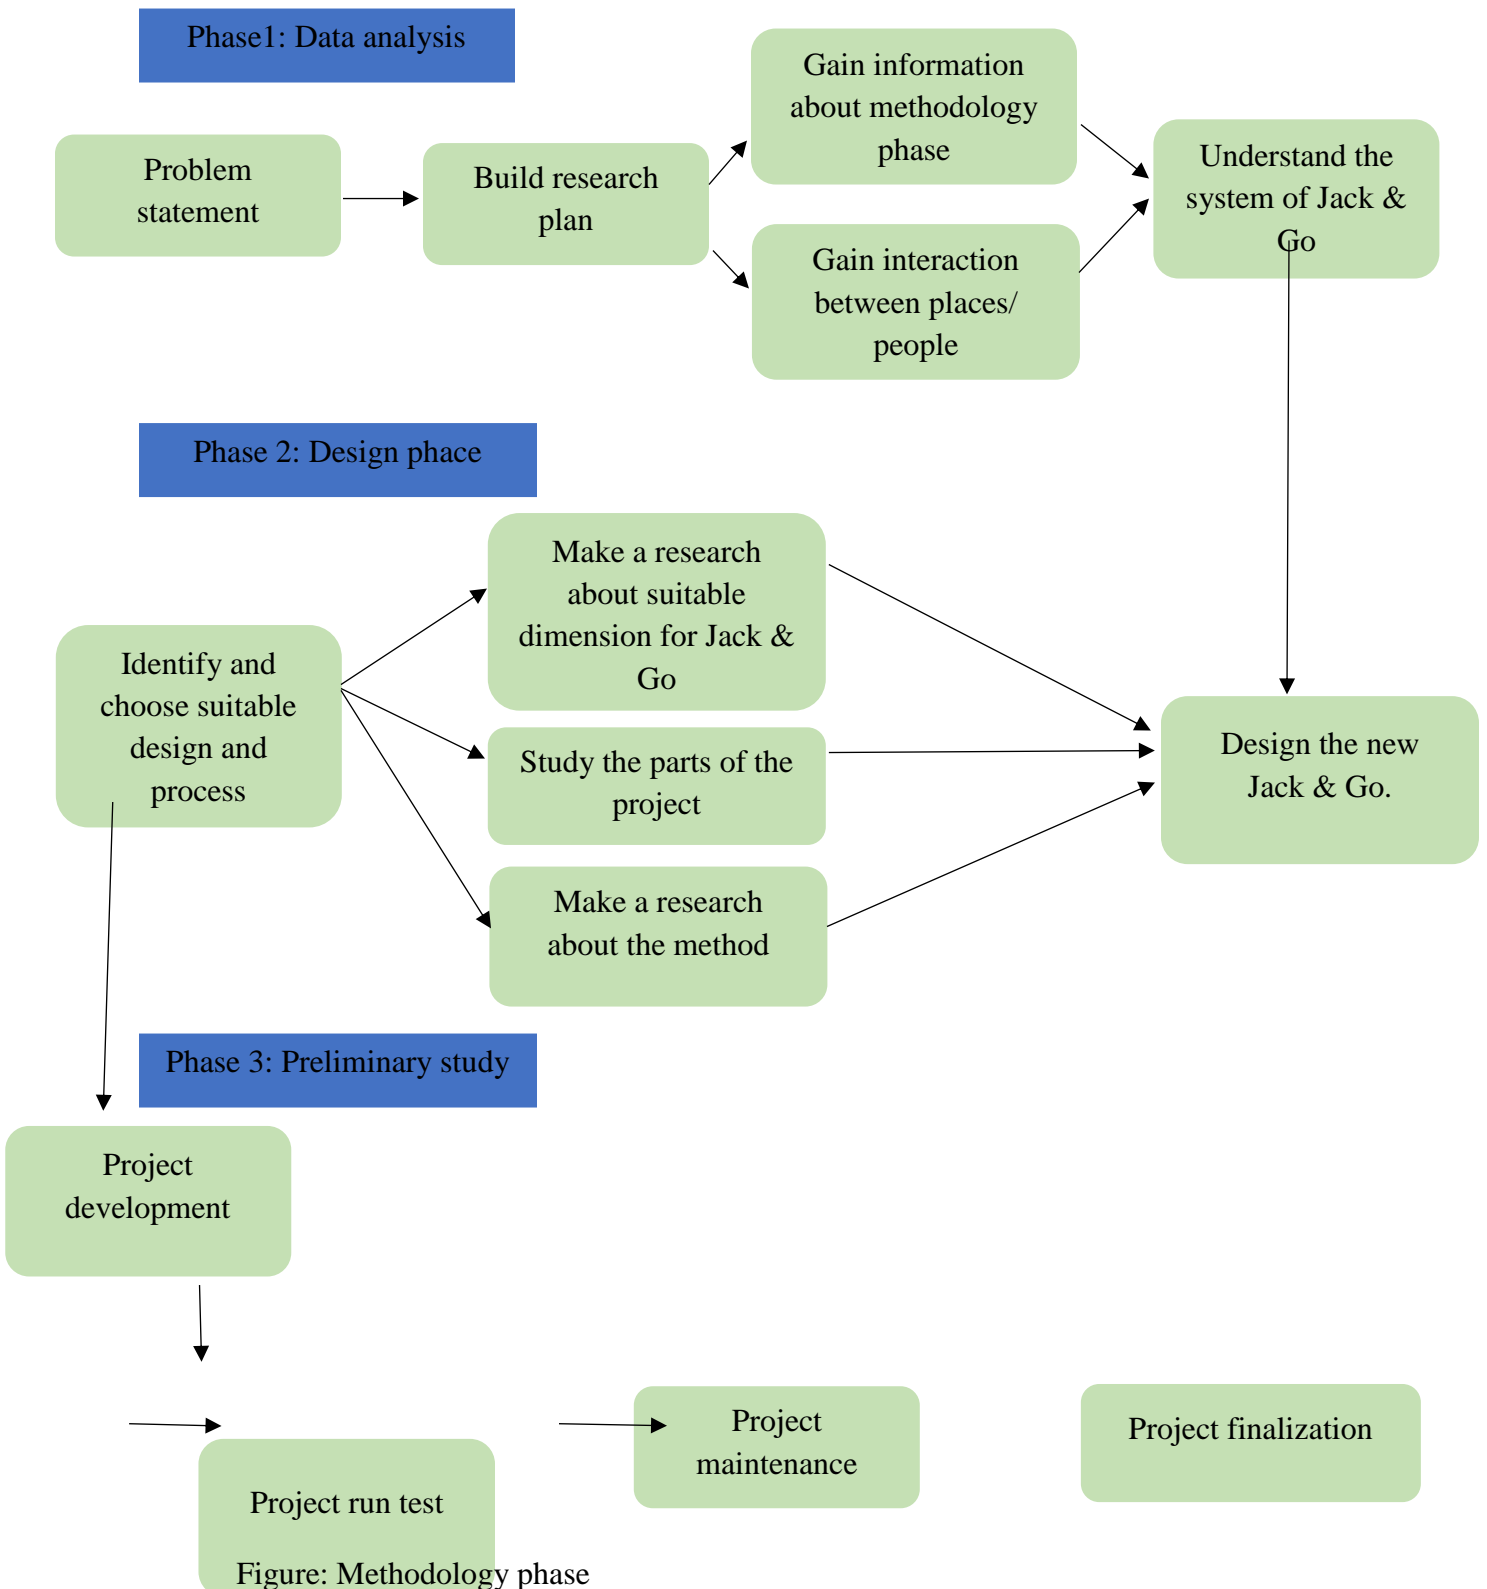 Phase1: Data analysis
Problem
statement
Build research
plan
Gain information
about methodology
phase
Gain interaction
between places/
people
Understand the
system of Jack &
Go
Phase 2: Design phace
Identify and
choose suitable
design and
process
Make a research
about suitable
dimension for Jack &
Go
Study the parts of the
project
Make a research
about the method
Design the new
Jack & Go.
Phase 3: Preliminary study
Project
development
Project run test
Project
maintenance
Project finalization
Figure: Methodology phase